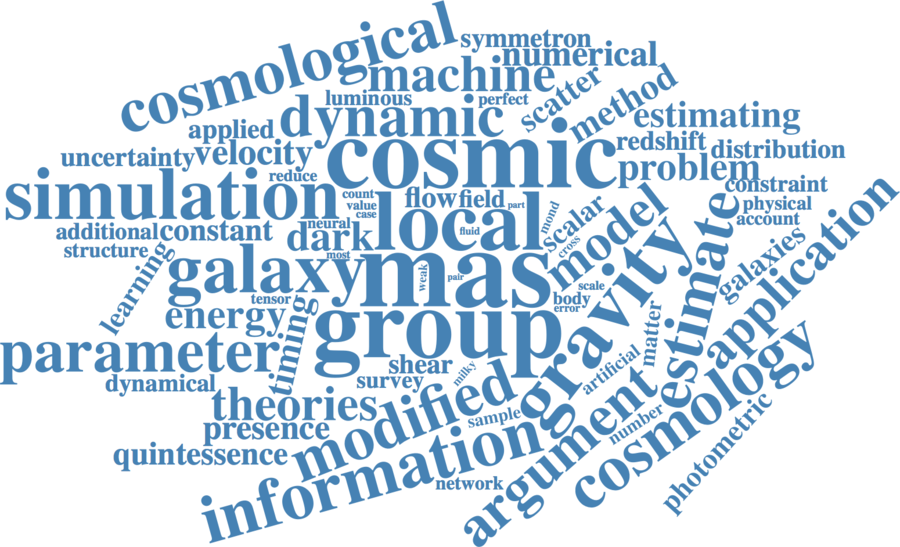 cosmological
symmetron
numerical
machine
luminous
perfect
scatter
method
applied
dynamic
estimating
uncertainty
velocity
cosmic
redshift
problem
distribution
reduce
simulation
count
value
case
flow
field
part
constraint
physical
account
additional
constant
neural
dark
local
fluid
mond
scalar
model
structure
most
cross
galaxy
mas
weak
pair
scale
body
error
gravity
estimate
galaxies
application
learning
tensor
energy
timing
group
matter
parameter
shear
survey
milky
artificial
dynamical
theories
modified
sample
number
argument
cosmology
presence
quintessence
information
network
photometric